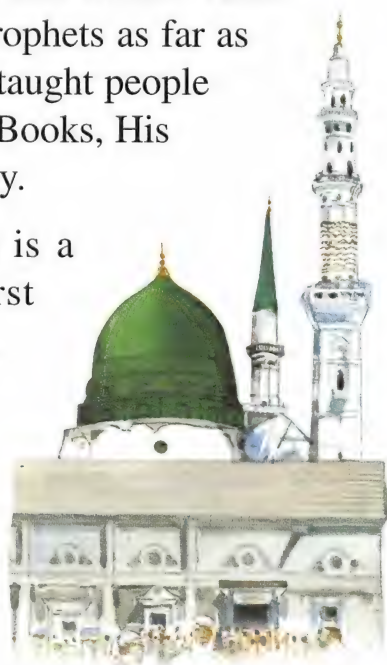 rophets as far as
taught people
Books, His
y.
is a
rst